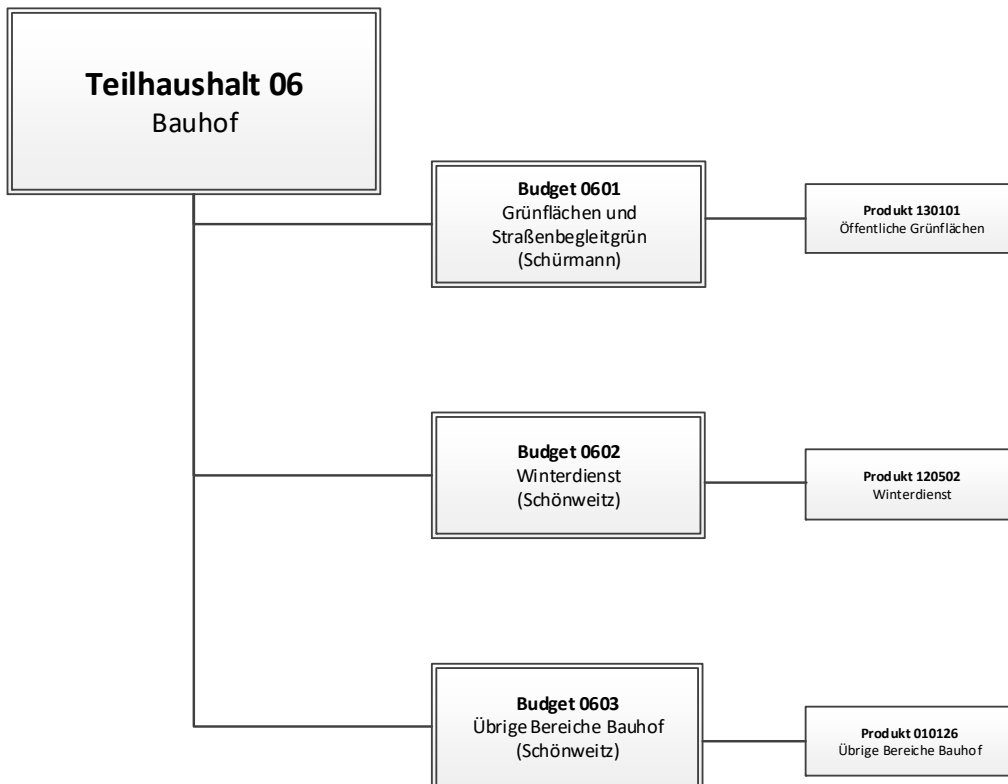 Teilhaushalt 06
Bauhof
Budget 0601
Grünflächen und
Straßenbegleitgrün
(Schürmann)
Produkt 130101
Öffentliche Grünflächen
Budget 0602
Winterdienst
(Schönweitz)
Produkt 120502
Winterdienst
Budget 0603
Übrige Bereiche Bauhof
(Schönweitz)
Produkt 010126
Übrige Bereiche Bauhof